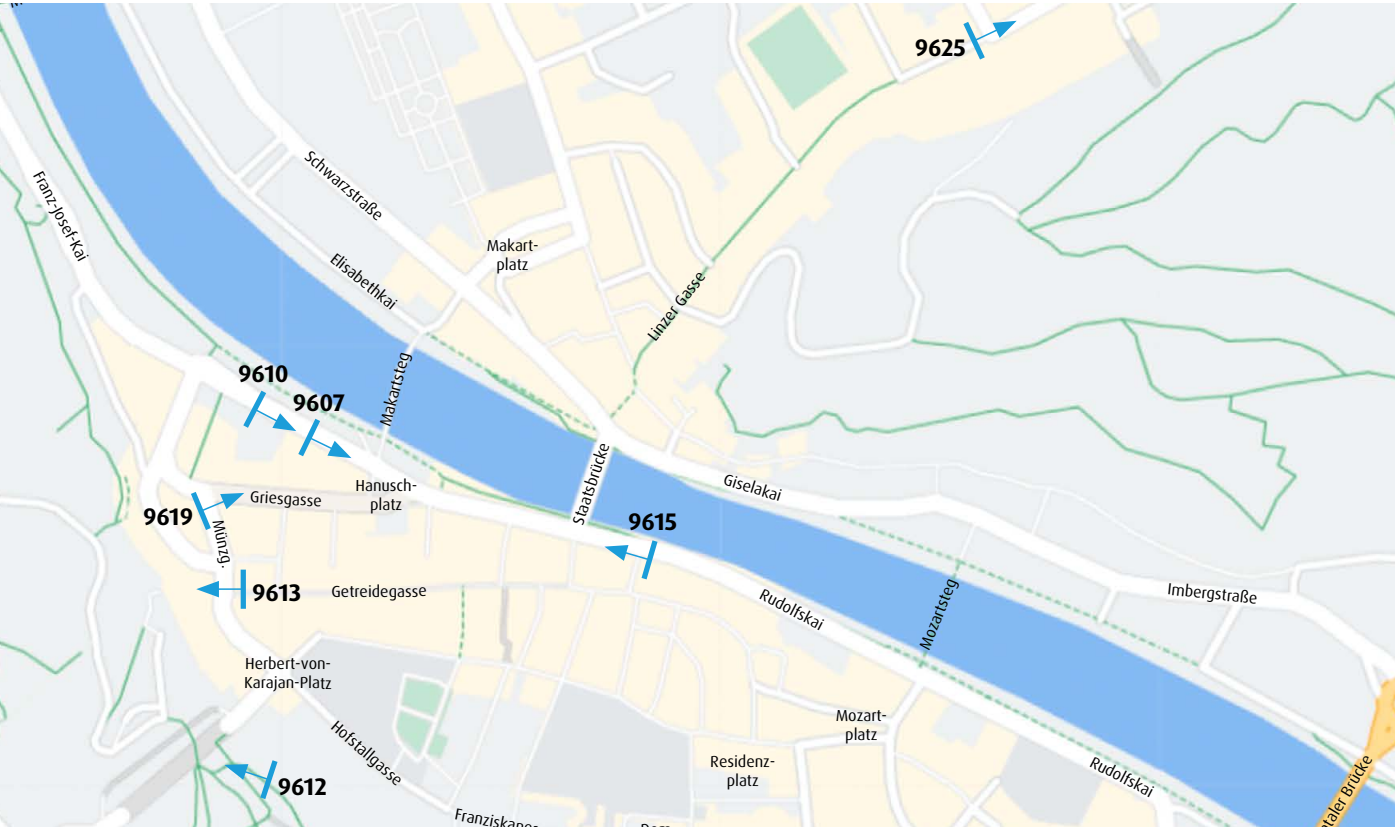 9625
Schwarzstraße
Franz-Josef-Kai
Makart-
platz
Elisabethkai
Linzer Gasse
Makartsteg
9610
9607
Staatsbrücke
Giselakai
Hanusch-
platz
Griesgasse
9619
Münzg.
9615
9613
Getreidegasse
Rudolfskai
Mozartsteg
Imbergstraße
Herbert-von-
Karajan-Platz
Hofstallgasse
Mozart-
platz
Residenz-
platz
Rudolfskai
9612
Brücke